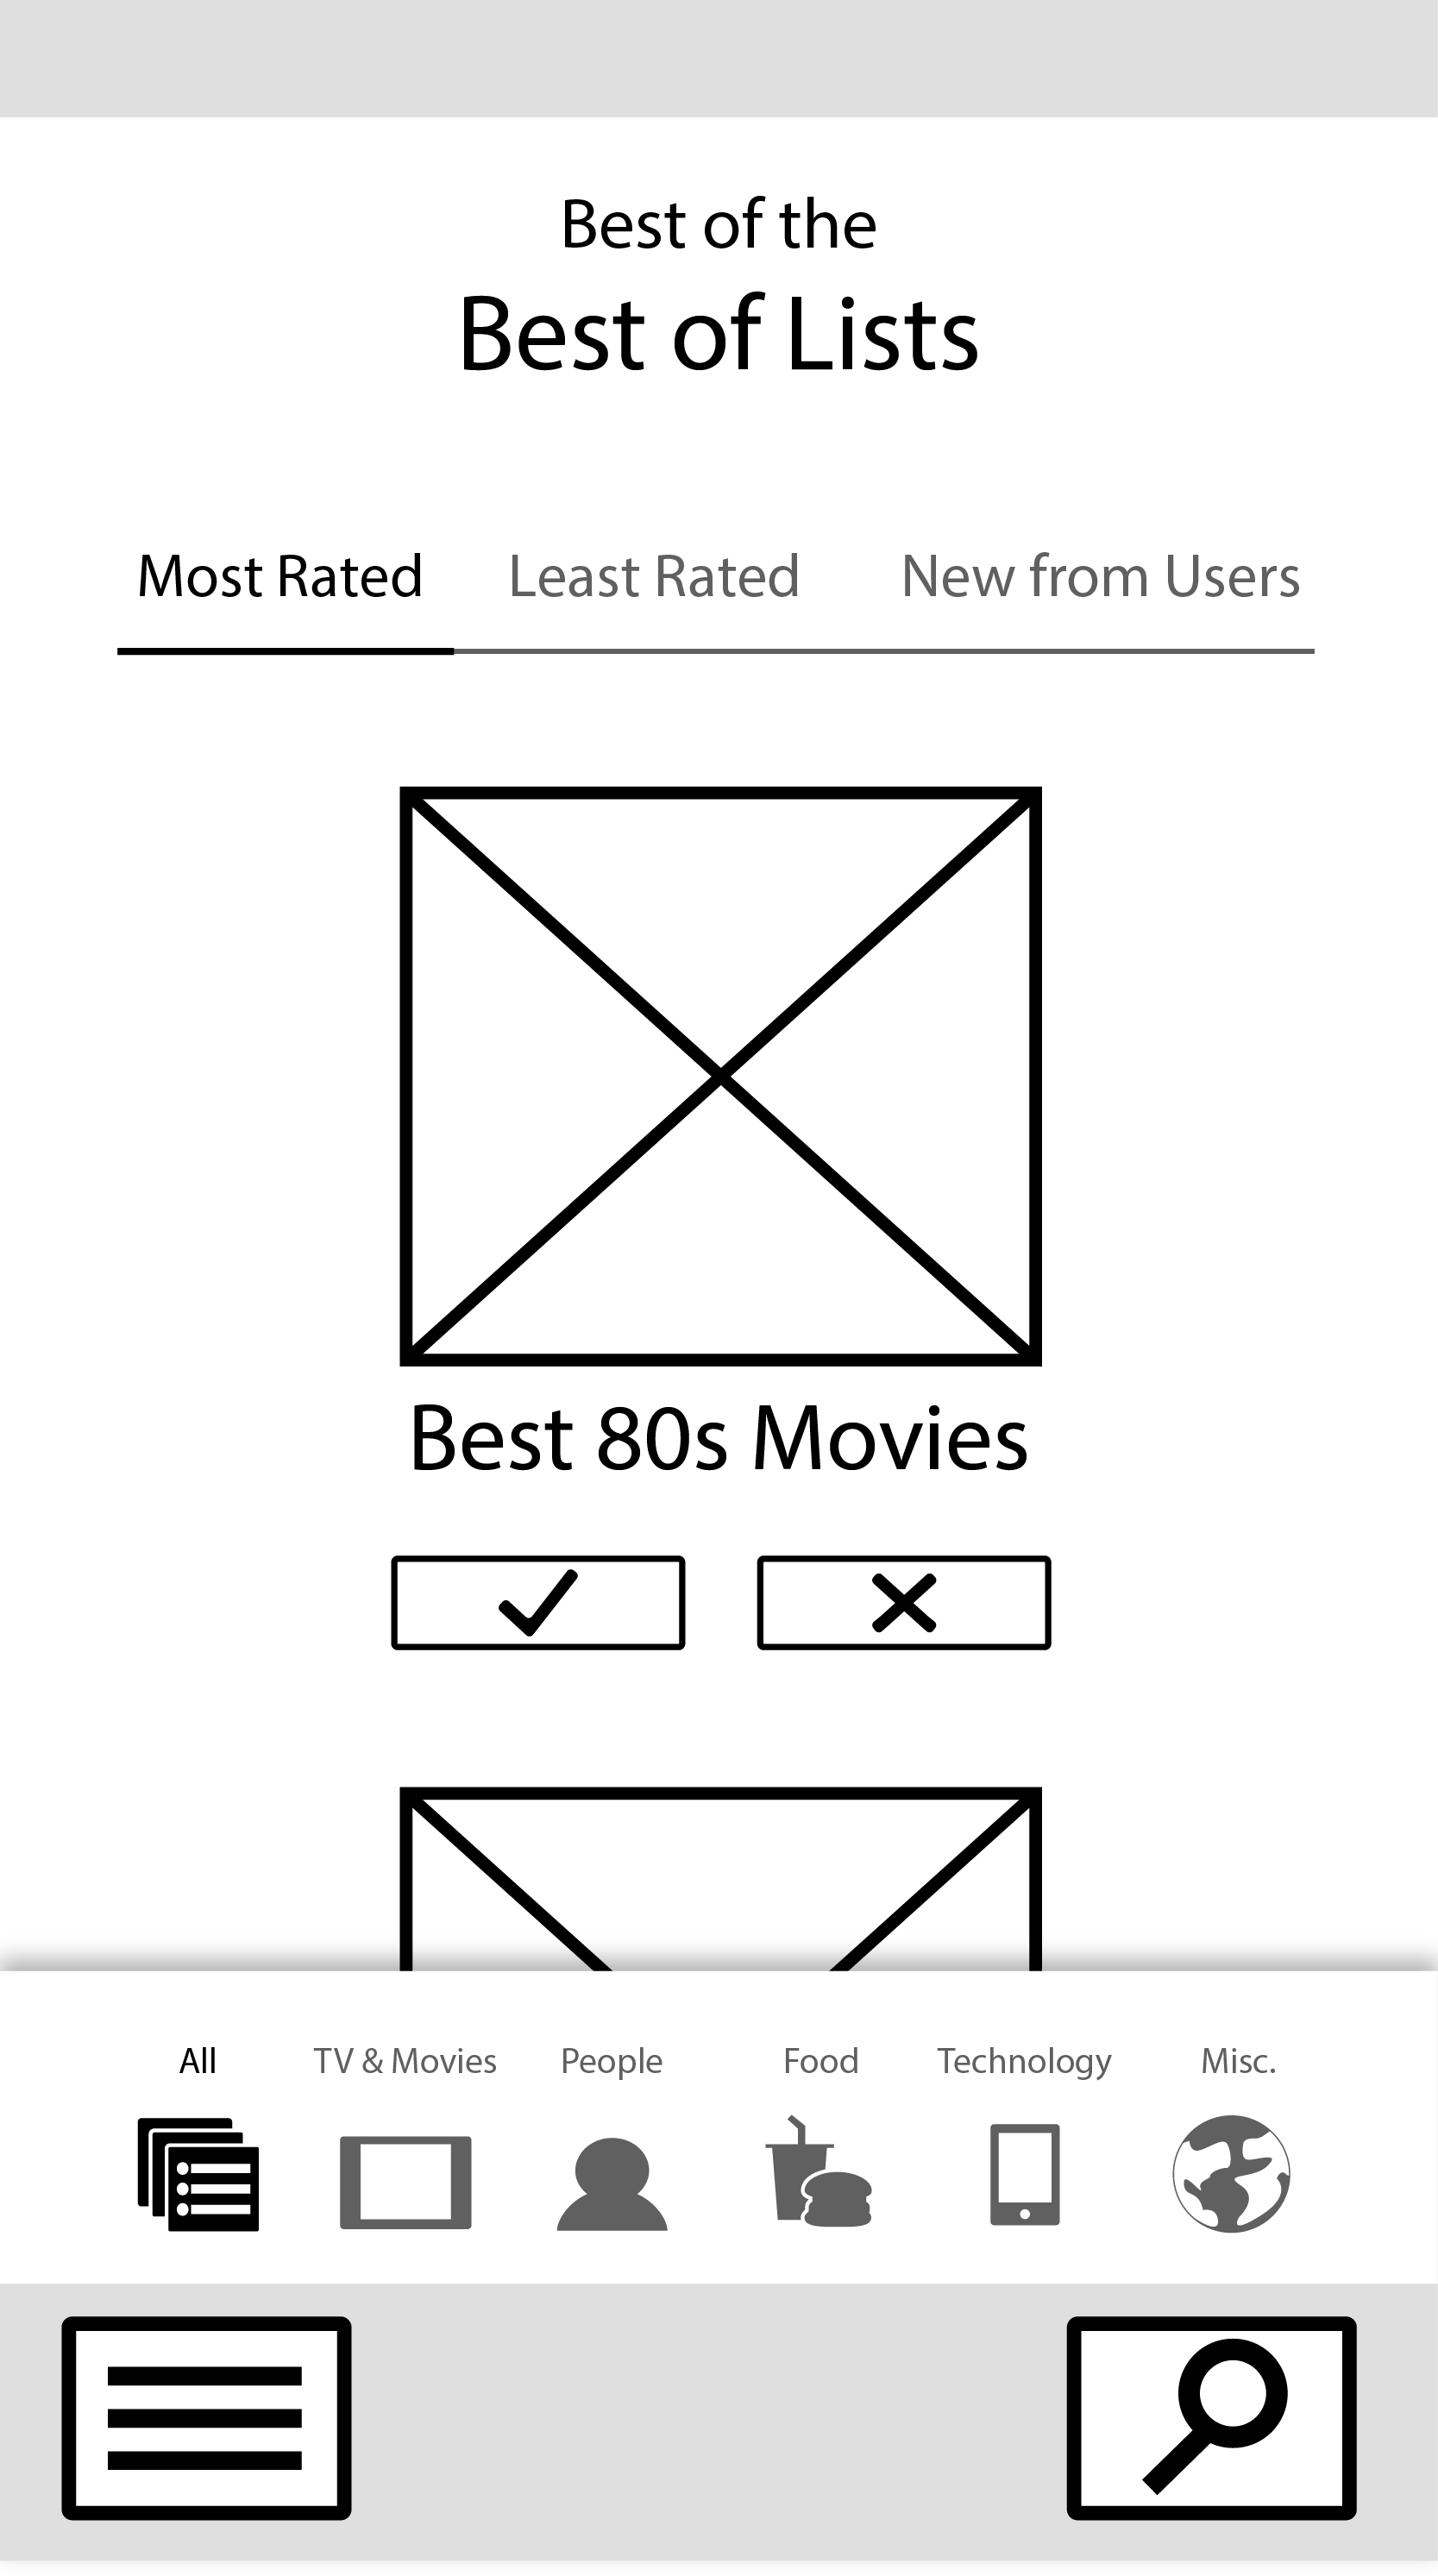 Best of the
Best of Lists
Most Rated Least Rated New from Users
Best 80s Movies
All TV & Movies People Food Technology Misc.